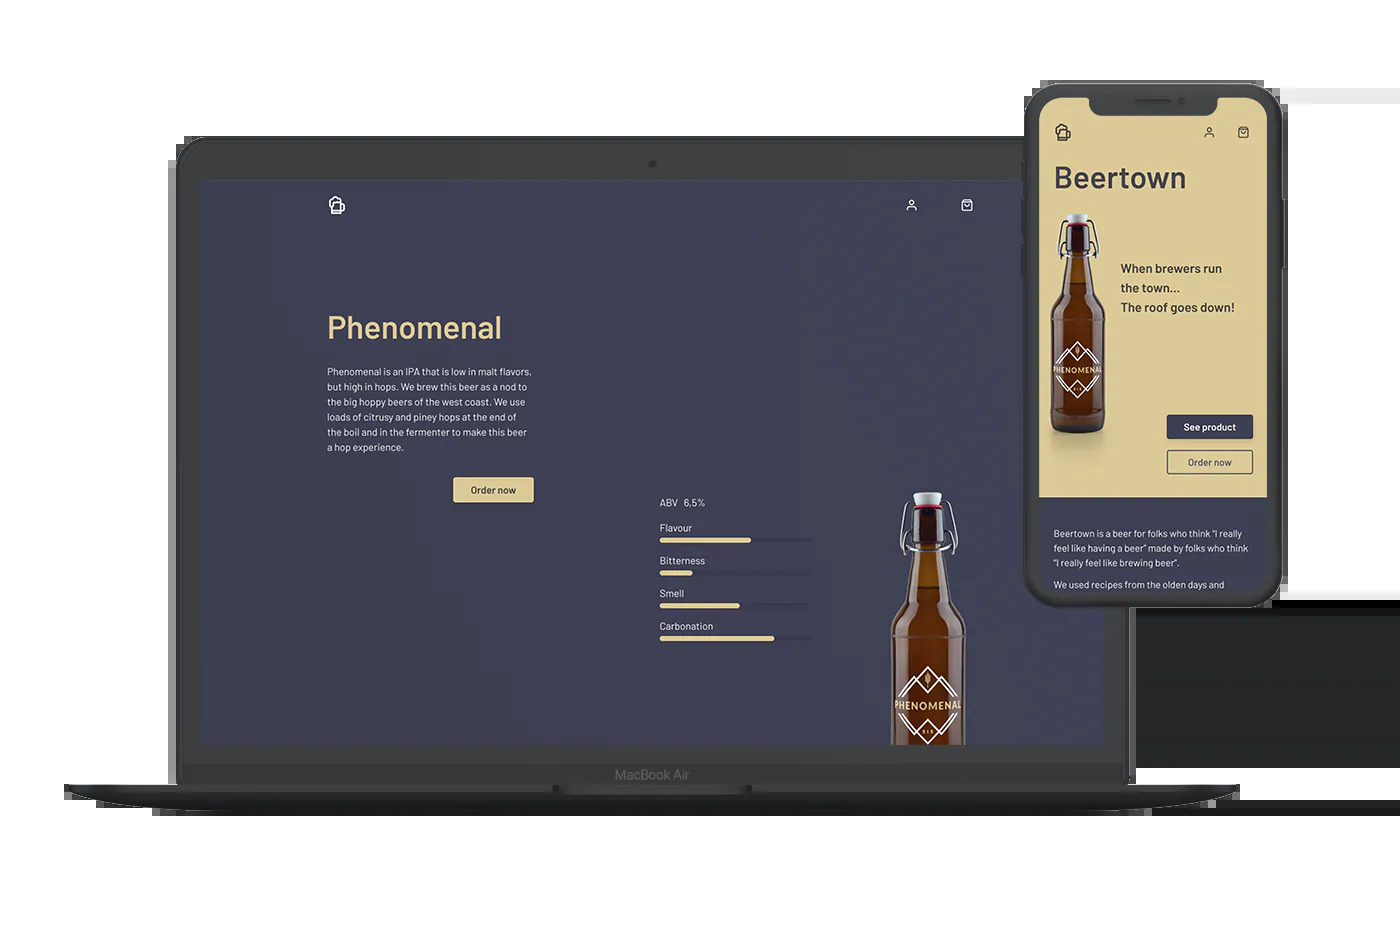 Phenomenal
Phenomenal is an IPA that is low in malt flavors,
but high in hops. We brew this beer as a nod to
the big hoppy beers of the west coast. We use
loads of citrusy and piney hops at the end of
the boil and in the fermenter to make this beer
a hop experience.
Order now
ABV 6,5%
Flavour
Bitterness
Smell
Carbonation
PHENOMENAL
XIX
MacBook Air
Beertown
When brewers run
the town...
The roof goes down!
PHENOMENAL
XIX
See product
Order now
Beertown is a beer for folks who think "I really
feel like having a beer" made by folks who think
"I really feel like brewing beer".
We used recipes from the olden days and